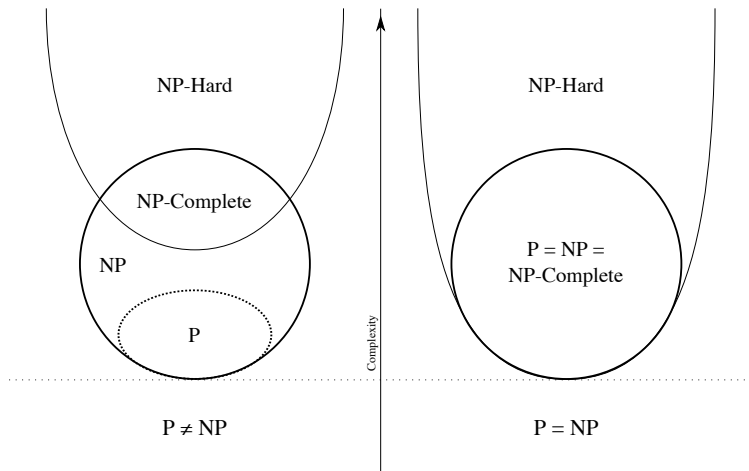 NP-Hard
NP-Complete
NP
P
P ≠ NP
Complexity
NP-Hard
P = NP =
NP-Complete
P = NP